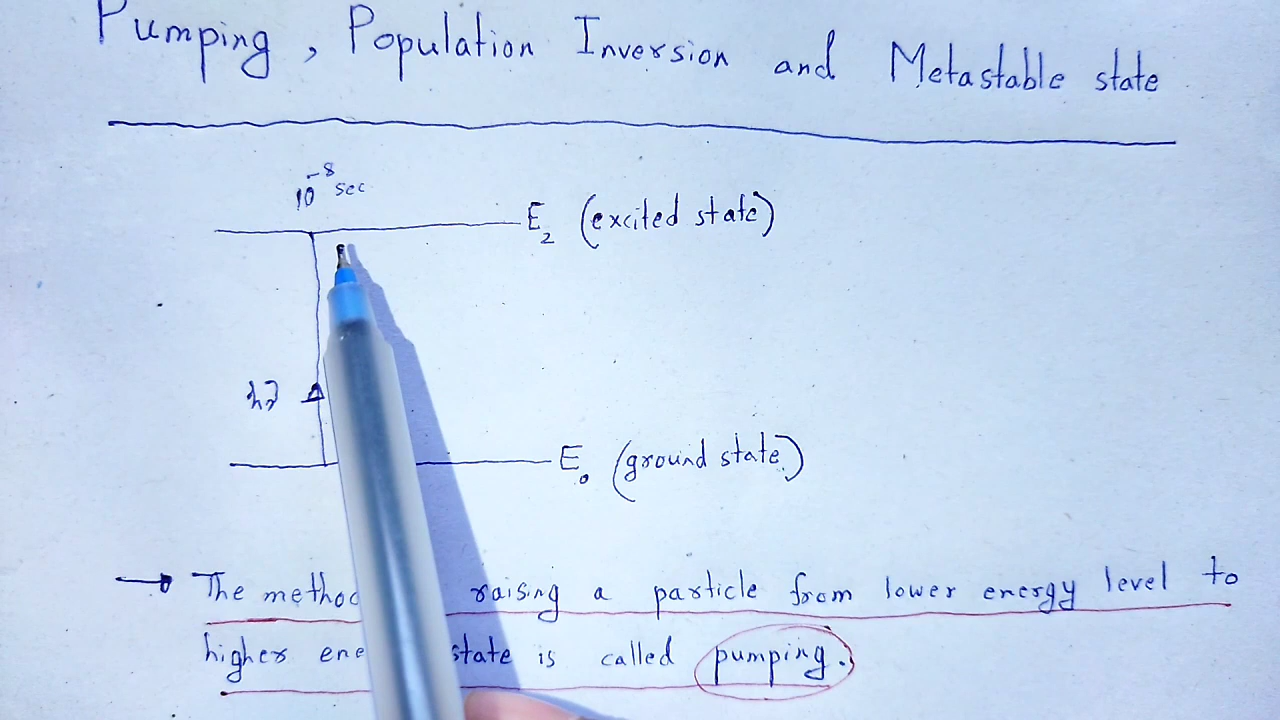 Pumping, Population Inversion and Metastable state
10⁻⁸ sec
E₂ (excited state)
hν
E₀ (ground state)
→ The method raising a particle from lower energy level to
higher ene state is called pumping.